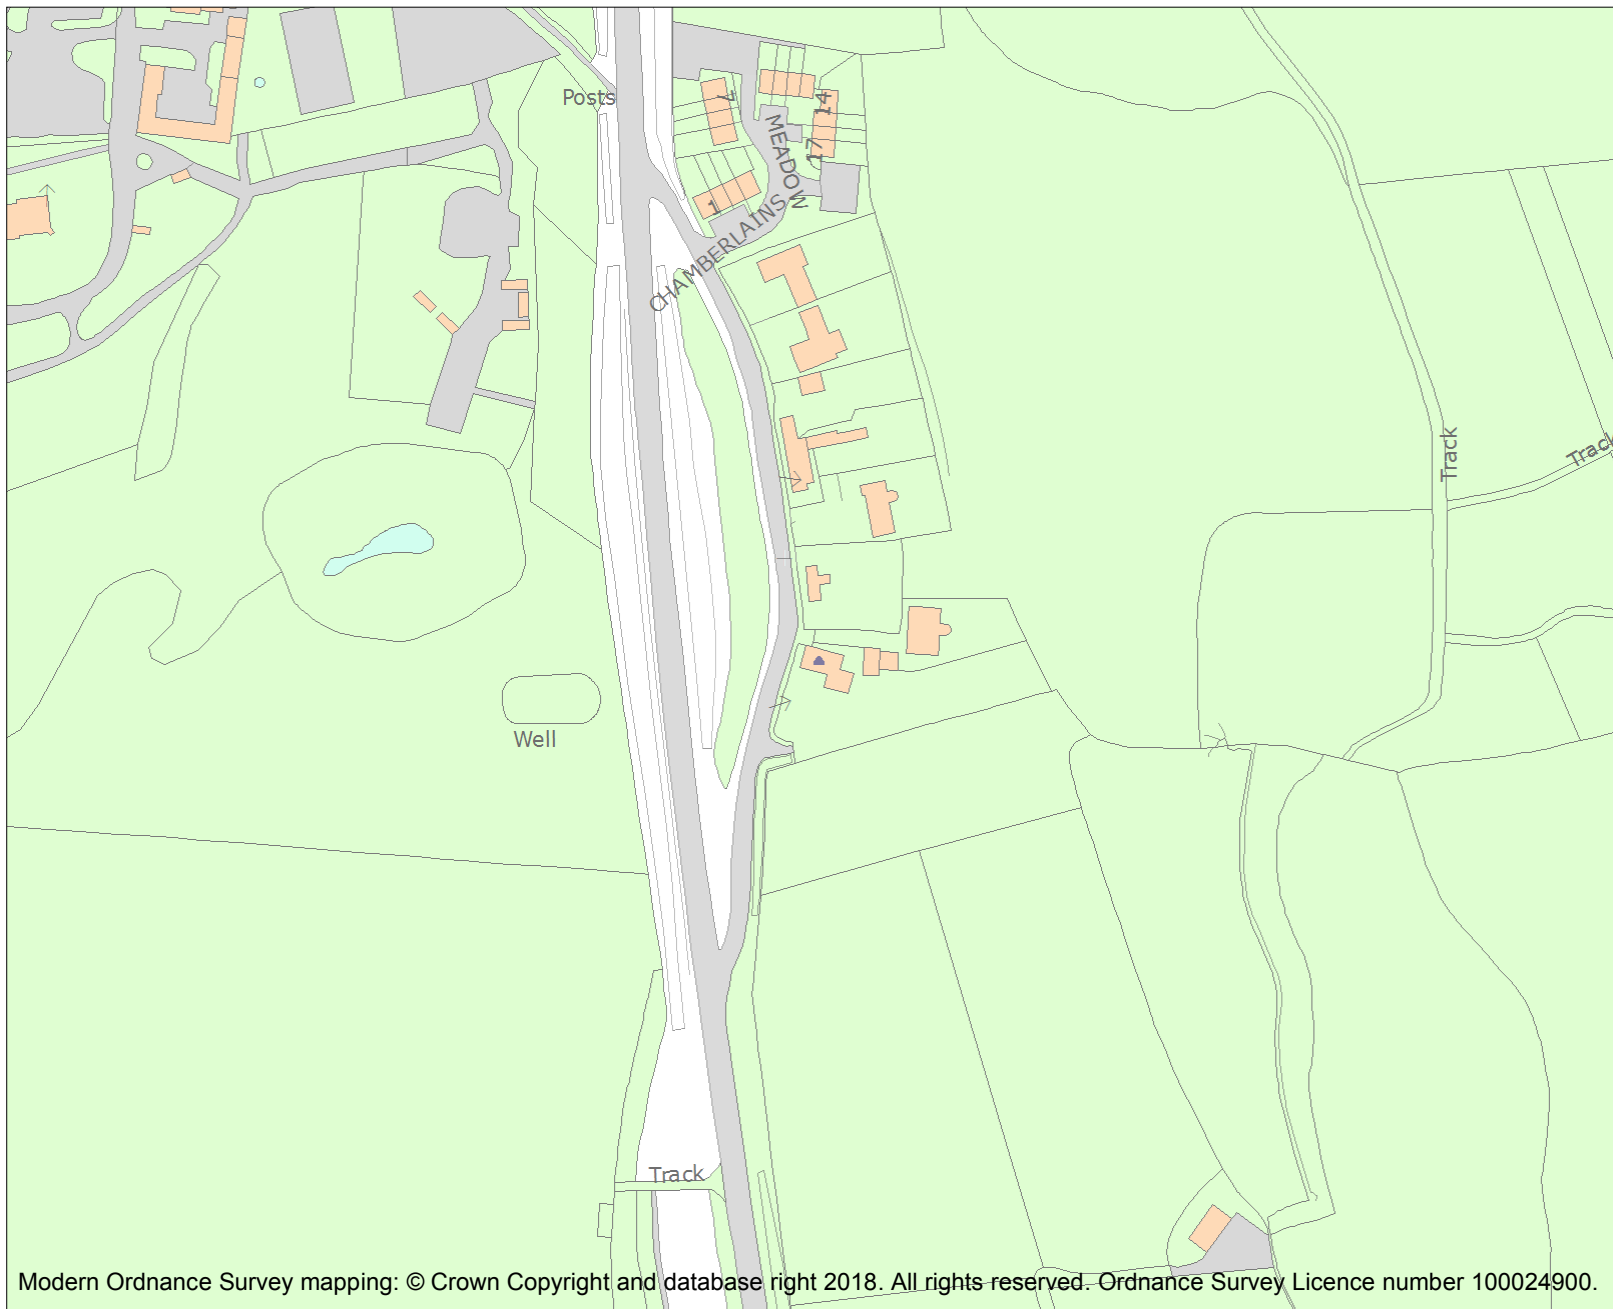 Posts
7
14
MEADOW
17
1
CHAMBERLAINS
Track
Track
Well
Track
Modern Ordnance Survey mapping: © Crown Copyright and database right 2018. All rights reserved. Ordnance Survey Licence number 100024900.